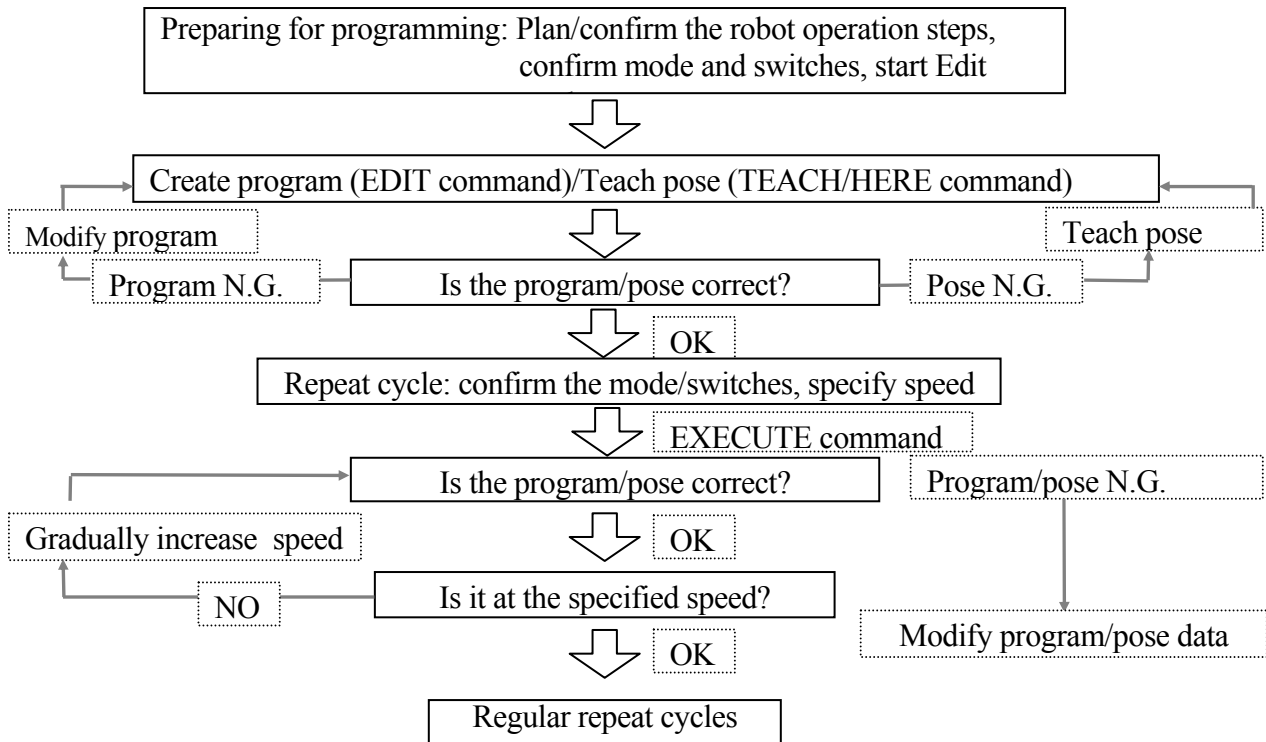 Preparing for programming: Plan/confirm the robot operation steps,
confirm mode and switches, start Edit
Create program (EDIT command)/Teach pose (TEACH/HERE command)
Modify program
Teach pose
Program N.G.
Is the program/pose correct?
Pose N.G.
OK
Repeat cycle: confirm the mode/switches, specify speed
EXECUTE command
Is the program/pose correct?
Program/pose N.G.
Gradually increase speed
OK
NO
Is it at the specified speed?
Modify program/pose data
OK
Regular repeat cycles